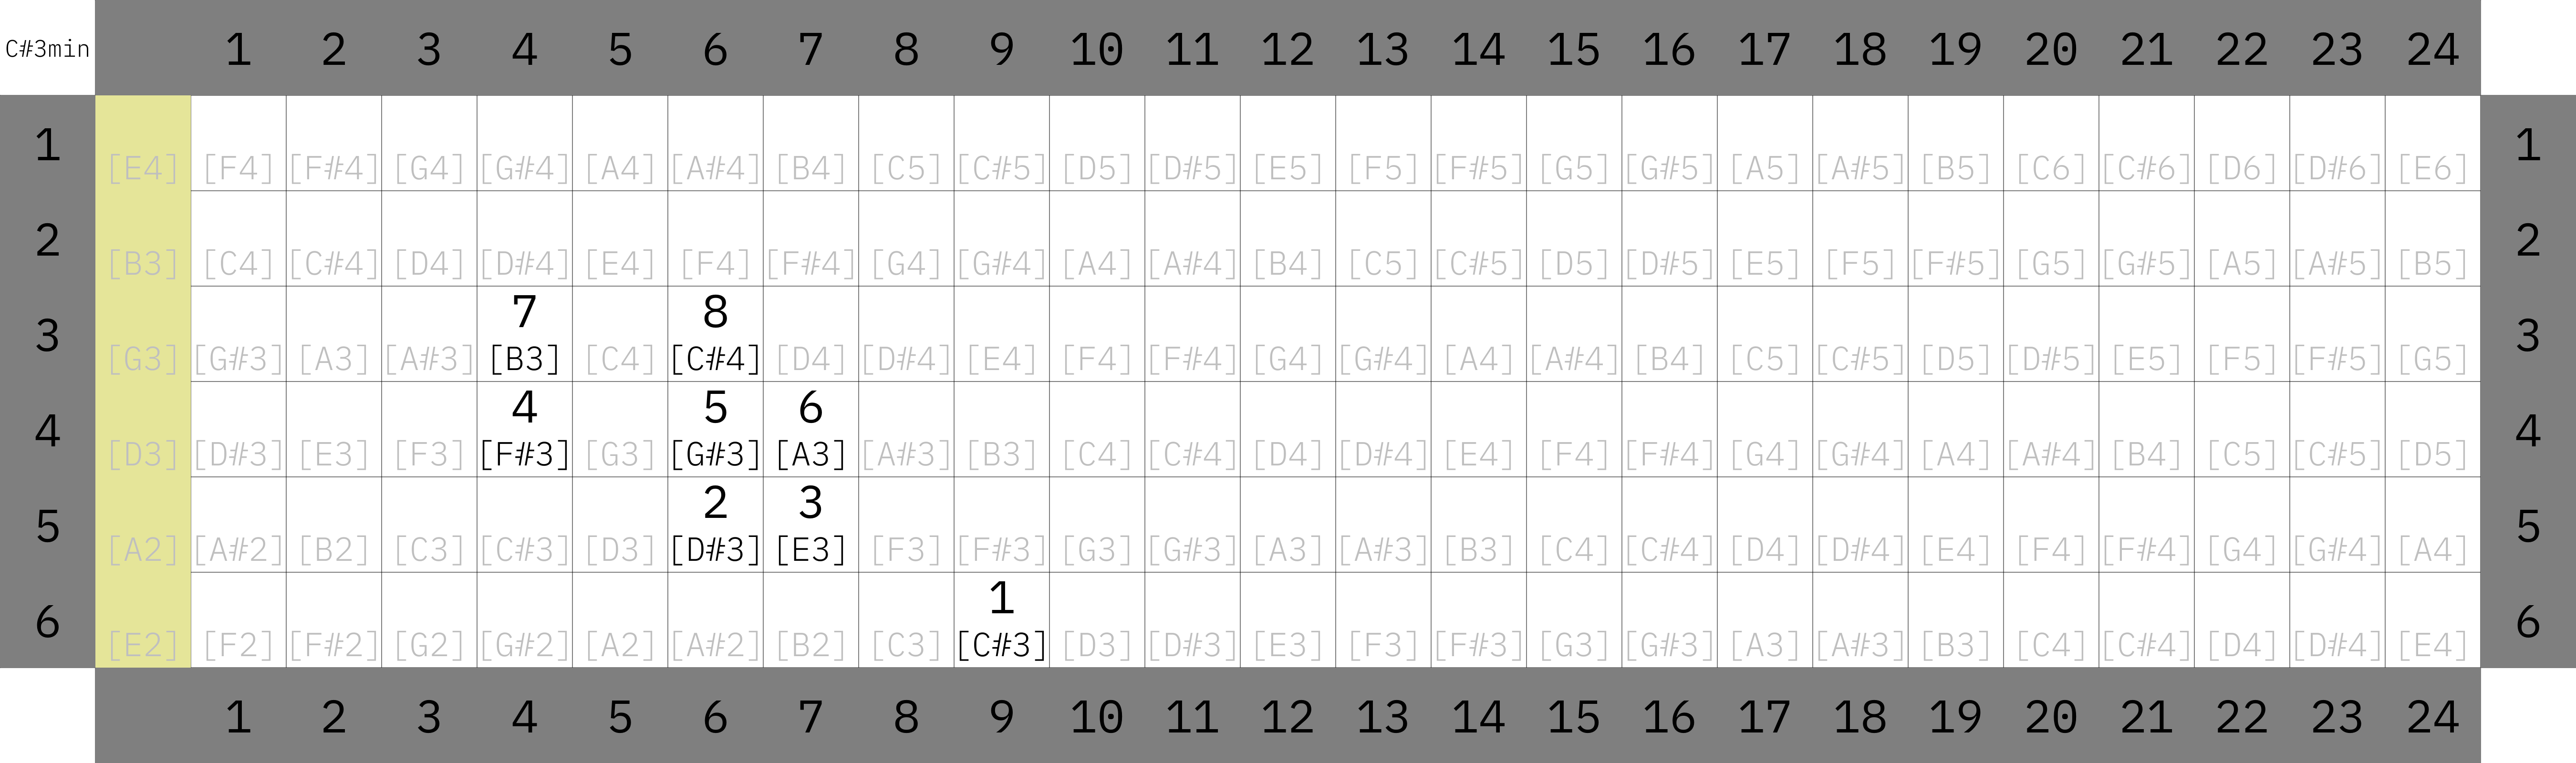 C#3min 1 2 3 4 5 6 7 8 9 10 11 12 13 14 15 16 17 18 19 20 21 22 23 24
1 [E4] [F4] [F#4] [G4] [G#4] [A4] [A#4] [B4] [C5] [C#5] [D5] [D#5] [E5] [F5] [F#5] [G5] [G#5] [A5] [A#5] [B5] [C6] [C#6] [D6] [D#6] [E6] 1
2 [B3] [C4] [C#4] [D4] [D#4] [E4] [F4] [F#4] [G4] [G#4] [A4] [A#4] [B4] [C5] [C#5] [D5] [D#5] [E5] [F5] [F#5] [G5] [G#5] [A5] [A#5] [B5] 2
7 8
3 [G3] [G#3] [A3] [A#3] [B3] [C4] [C#4] [D4] [D#4] [E4] [F4] [F#4] [G4] [G#4] [A4] [A#4] [B4] [C5] [C#5] [D5] [D#5] [E5] [F5] [F#5] [G5] 3
4 5 6
4 [D3] [D#3] [E3] [F3] [F#3] [G3] [G#3] [A3] [A#3] [B3] [C4] [C#4] [D4] [D#4] [E4] [F4] [F#4] [G4] [G#4] [A4] [A#4] [B4] [C5] [C#5] [D5] 4
2 3
5 [A2] [A#2] [B2] [C3] [C#3] [D3] [D#3] [E3] [F3] [F#3] [G3] [G#3] [A3] [A#3] [B3] [C4] [C#4] [D4] [D#4] [E4] [F4] [F#4] [G4] [G#4] [A4] 5
1
6 [E2] [F2] [F#2] [G2] [G#2] [A2] [A#2] [B2] [C3] [C#3] [D3] [D#3] [E3] [F3] [F#3] [G3] [G#3] [A3] [A#3] [B3] [C4] [C#4] [D4] [D#4] [E4] 6
1 2 3 4 5 6 7 8 9 10 11 12 13 14 15 16 17 18 19 20 21 22 23 24